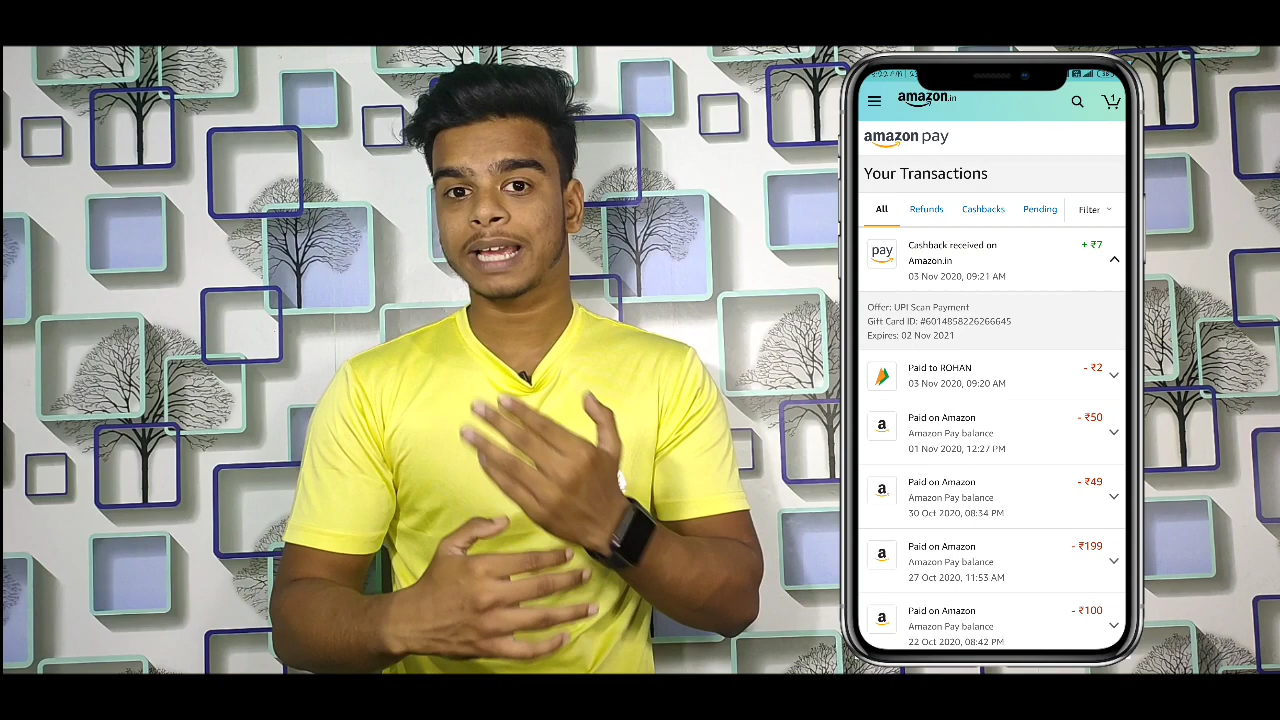 amazon.in
1
amazon pay
Your Transactions
All Refunds Cashbacks Pending Filter
pay
Cashback received on + ₹7
Amazon.in
03 Nov 2020, 09:21 AM
Offer: UPI Scan Payment
Gift Card ID: #6014858226266645
Expires: 02 Nov 2021
Paid to ROHAN - ₹2
03 Nov 2020, 09:20 AM
a Paid on Amazon - ₹50
Amazon Pay balance
01 Nov 2020, 12:27 PM
a Paid on Amazon - ₹49
Amazon Pay balance
30 Oct 2020, 08:34 PM
a Paid on Amazon - ₹199
Amazon Pay balance
27 Oct 2020, 11:53 AM
a Paid on Amazon - ₹100
Amazon Pay balance
22 Oct 2020, 08:42 PM